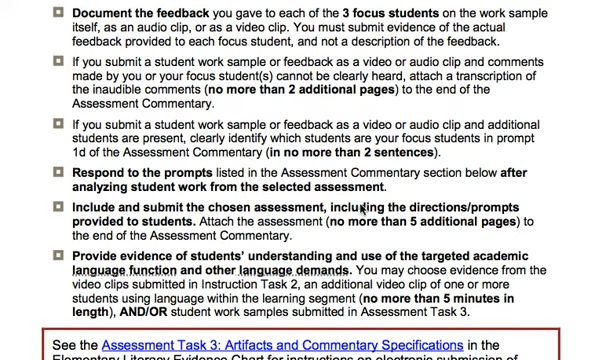 Document the feedback you gave to each of the 3 focus students on the work sample
itself, as an audio clip, or as a video clip. You must submit evidence of the actual
feedback provided to each focus student, and not a description of the feedback.
If you submit a student work sample or feedback as a video or audio clip and comments
made by you or your focus student(s) cannot be clearly heard, attach a transcription of
the inaudible comments (no more than 2 additional pages) to the end of the
Assessment Commentary.
If you submit a student work sample or feedback as a video or audio clip and additional
students are present, clearly identify which students are your focus students in prompt
1d of the Assessment Commentary (in no more than 2 sentences).
Respond to the prompts listed in the Assessment Commentary section below after
analyzing student work from the selected assessment.
Include and submit the chosen assessment, including the directions/prompts
provided to students. Attach the assessment (no more than 5 additional pages) to
the end of the Assessment Commentary.
Provide evidence of students' understanding and use of the targeted academic
language function and other language demands. You may choose evidence from the
video clips submitted in Instruction Task 2, an additional video clip of one or more
students using language within the learning segment (no more than 5 minutes in
length), AND/OR student work samples submitted in Assessment Task 3.
See the Assessment Task 3: Artifacts and Commentary Specifications in the
Elementary Literacy Evidence Chart for instructions on electronic submission of